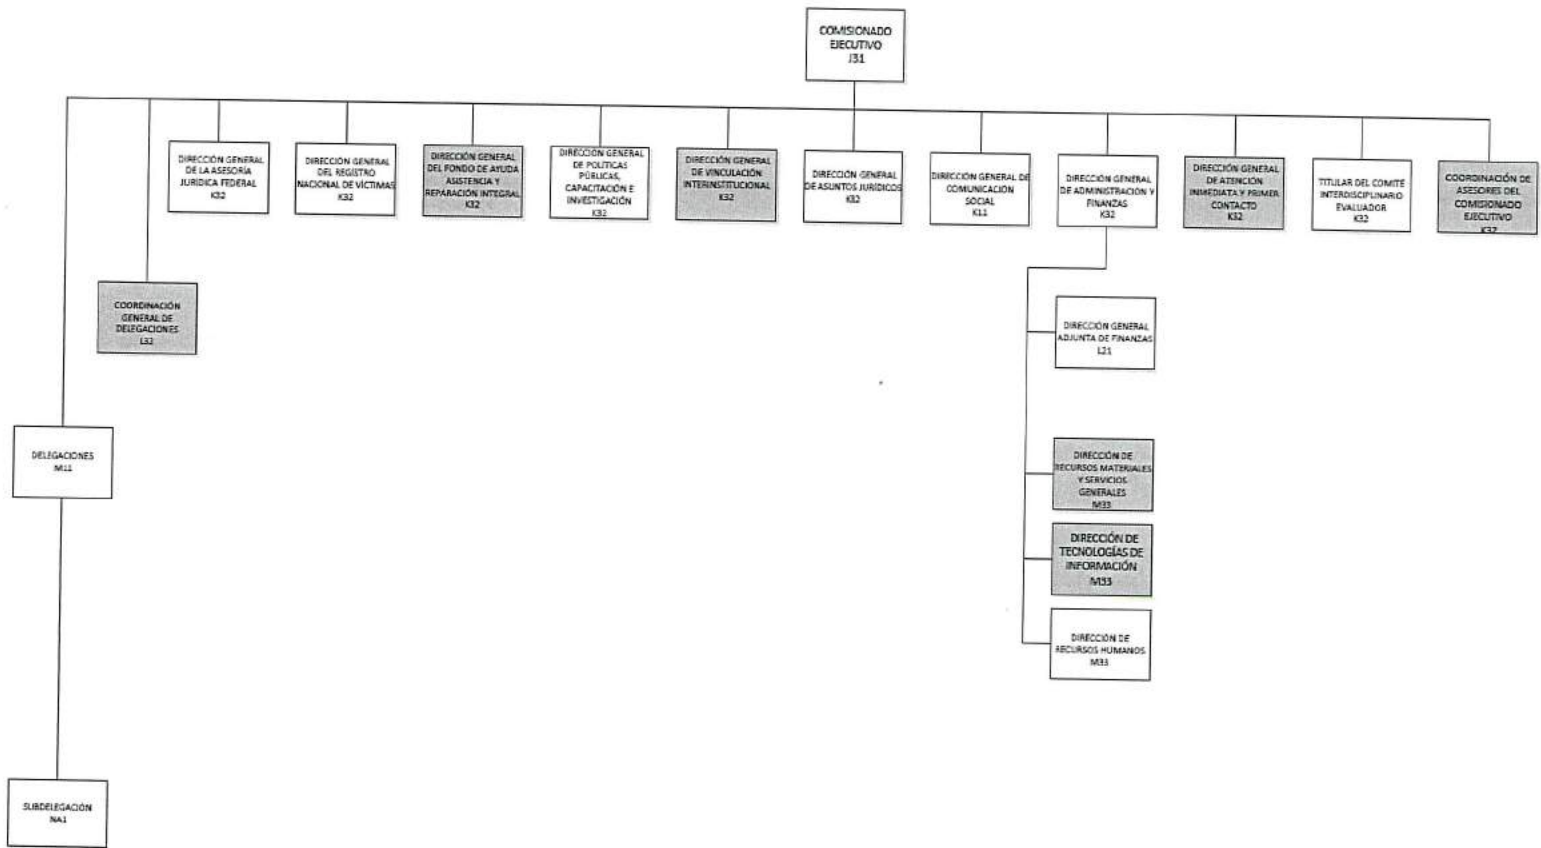 COMISIONADO
EJECUTIVO
J31
DIRECCIÓN GENERAL
DE LA ASESORÍA
JURÍDICA FEDERAL
K32
DIRECCIÓN GENERAL
DEL REGISTRO
NACIONAL DE VÍCTIMAS
K32
DIRECCIÓN GENERAL
DEL FONDO DE AYUDA
ASISTENCIA Y
REPARACIÓN INTEGRAL
K32
DIRECCIÓN GENERAL
DE POLÍTICAS
PÚBLICAS,
CAPACITACIÓN E
INVESTIGACIÓN
K32
DIRECCIÓN GENERAL
DE VINCULACIÓN
INTERINSTITUCIONAL
K32
DIRECCIÓN GENERAL
DE ASUNTOS JURÍDICOS
K32
DIRECCIÓN GENERAL DE
COMUNICACIÓN
SOCIAL
K11
DIRECCIÓN GENERAL
DE ADMINISTRACIÓN Y
FINANZAS
K32
DIRECCIÓN GENERAL
DE ATENCIÓN
INMEDIATA Y PRIMER
CONTACTO
K32
TITULAR DEL COMITÉ
INTERDISCIPLINARIO
EVALUADOR
K32
COORDINACIÓN DE
ASESORES DEL
COMISIONADO
EJECUTIVO
K32
COORDINACIÓN
GENERAL DE
DELEGACIONES
L32
DIRECCIÓN GENERAL
ADJUNTA DE FINANZAS
L21
DELEGACIONES
M11
DIRECCIÓN DE
RECURSOS MATERIALES
Y SERVICIOS
GENERALES
M33
DIRECCIÓN DE
TECNOLOGÍAS DE
INFORMACIÓN
M33
DIRECCIÓN DE
RECURSOS HUMANOS
M33
SUBDELEGACIÓN
NA1